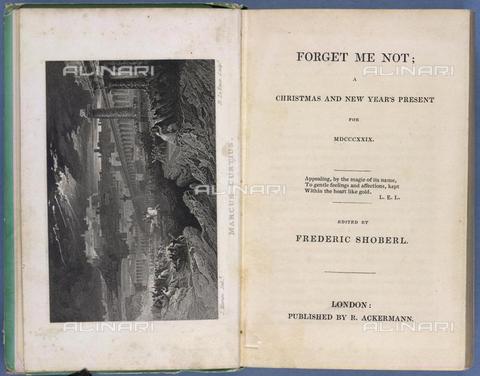 MARCUS CURTIUS.
FORGET ME NOT;
A
CHRISTMAS AND NEW YEAR'S PRESENT
FOR
MDCCCXXIX.
Appealing, by the magic of its name,
To gentle feelings and affections, kept
Within the heart like gold.
L. E. L.
EDITED BY
FREDERIC SHOBERL.
LONDON:
PUBLISHED BY R. ACKERMANN.
ALINARI
ALINARI
ALINARI
ALINARI
ALINARI
ALINARI